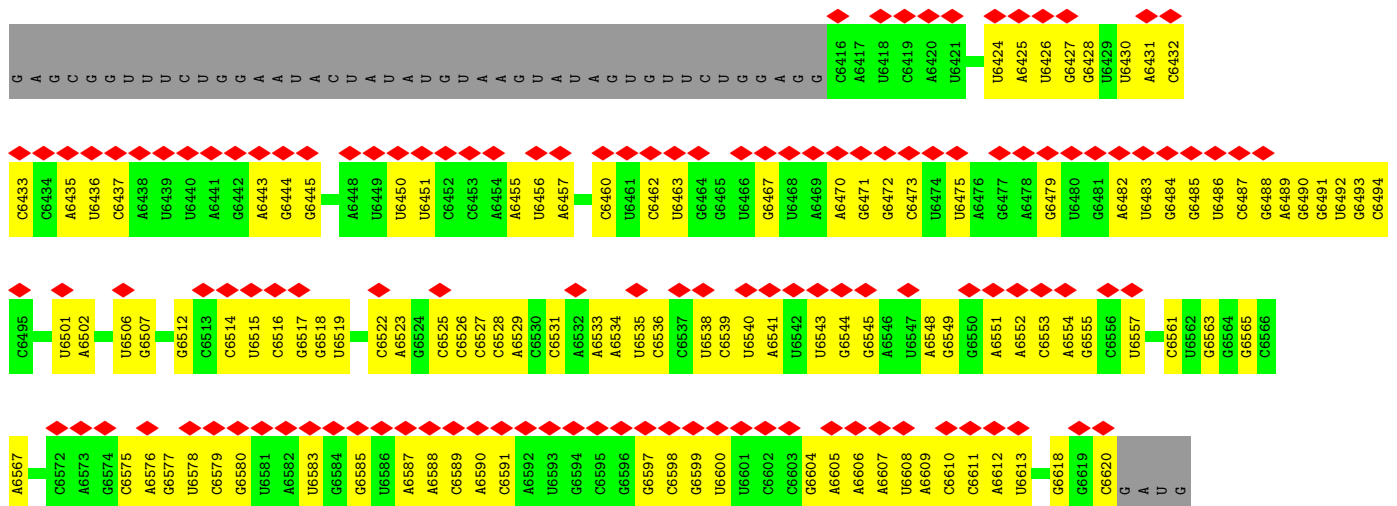 G A G C G G U U U C U G G A A U A C U A U A U G U A A G U A U A G U G U U C U G G A G G C6416 A6417 U6418 C6419 A6420 U6421 U6424 A6425 U6426 G6427 G6428 U6429 U6430 A6431 C6432
C6433 C6434 A6435 U6436 C6437 A6438 U6439 U6440 A6441 G6442 A6443 G6444 G6445 A6448 U6449 U6450 U6451 C6452 C6453 A6454 A6455 U6456 A6457 C6460 U6461 C6462 U6463 G6464 G6465 U6466 G6467 U6468 A6469 A6470 G6471 G6472 C6473 U6474 U6475 A6476 G6477 A6478 G6479 U6480 G6481 A6482 U6483 G6484 G6485 U6486 C6487 G6488 A6489 G6490 G6491 U6492 G6493 C6494
C6495 U6501 A6502 U6506 G6507 G6512 C6513 C6514 U6515 C6516 G6517 G6518 U6519 C6522 A6523 G6524 C6525 C6526 C6527 C6528 A6529 C6530 C6531 A6532 A6533 A6534 U6535 C6536 C6537 U6538 C6539 U6540 A6541 U6542 U6543 G6544 G6545 A6546 U6547 A6548 G6549 G6550 A6551 A6552 C6553 A6554 G6555 C6556 U6557 C6561 U6562 G6563 G6564 G6565 C6566
A6567 C6572 A6573 G6574 C6575 A6576 G6577 U6578 C6579 G6580 U6581 A6582 U6583 G6584 G6585 U6586 A6587 A6588 C6589 A6590 C6591 A6592 U6593 G6594 C6595 G6596 G6597 C6598 G6599 U6600 U6601 C6602 C6603 G6604 A6605 A6606 A6607 U6608 A6609 C6610 C6611 A6612 U6613 G6618 G6619 C6620 G A U G